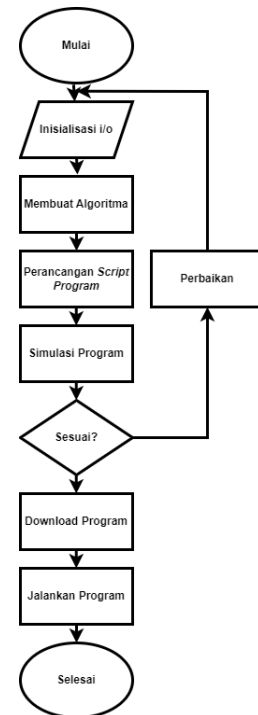 Mulai
Inisialisasi i/o
Membuat Algoritma
Perancangan Script
Program
Perbaikan
Simulasi Program
Sesuai?
Download Program
Jalankan Program
Selesai